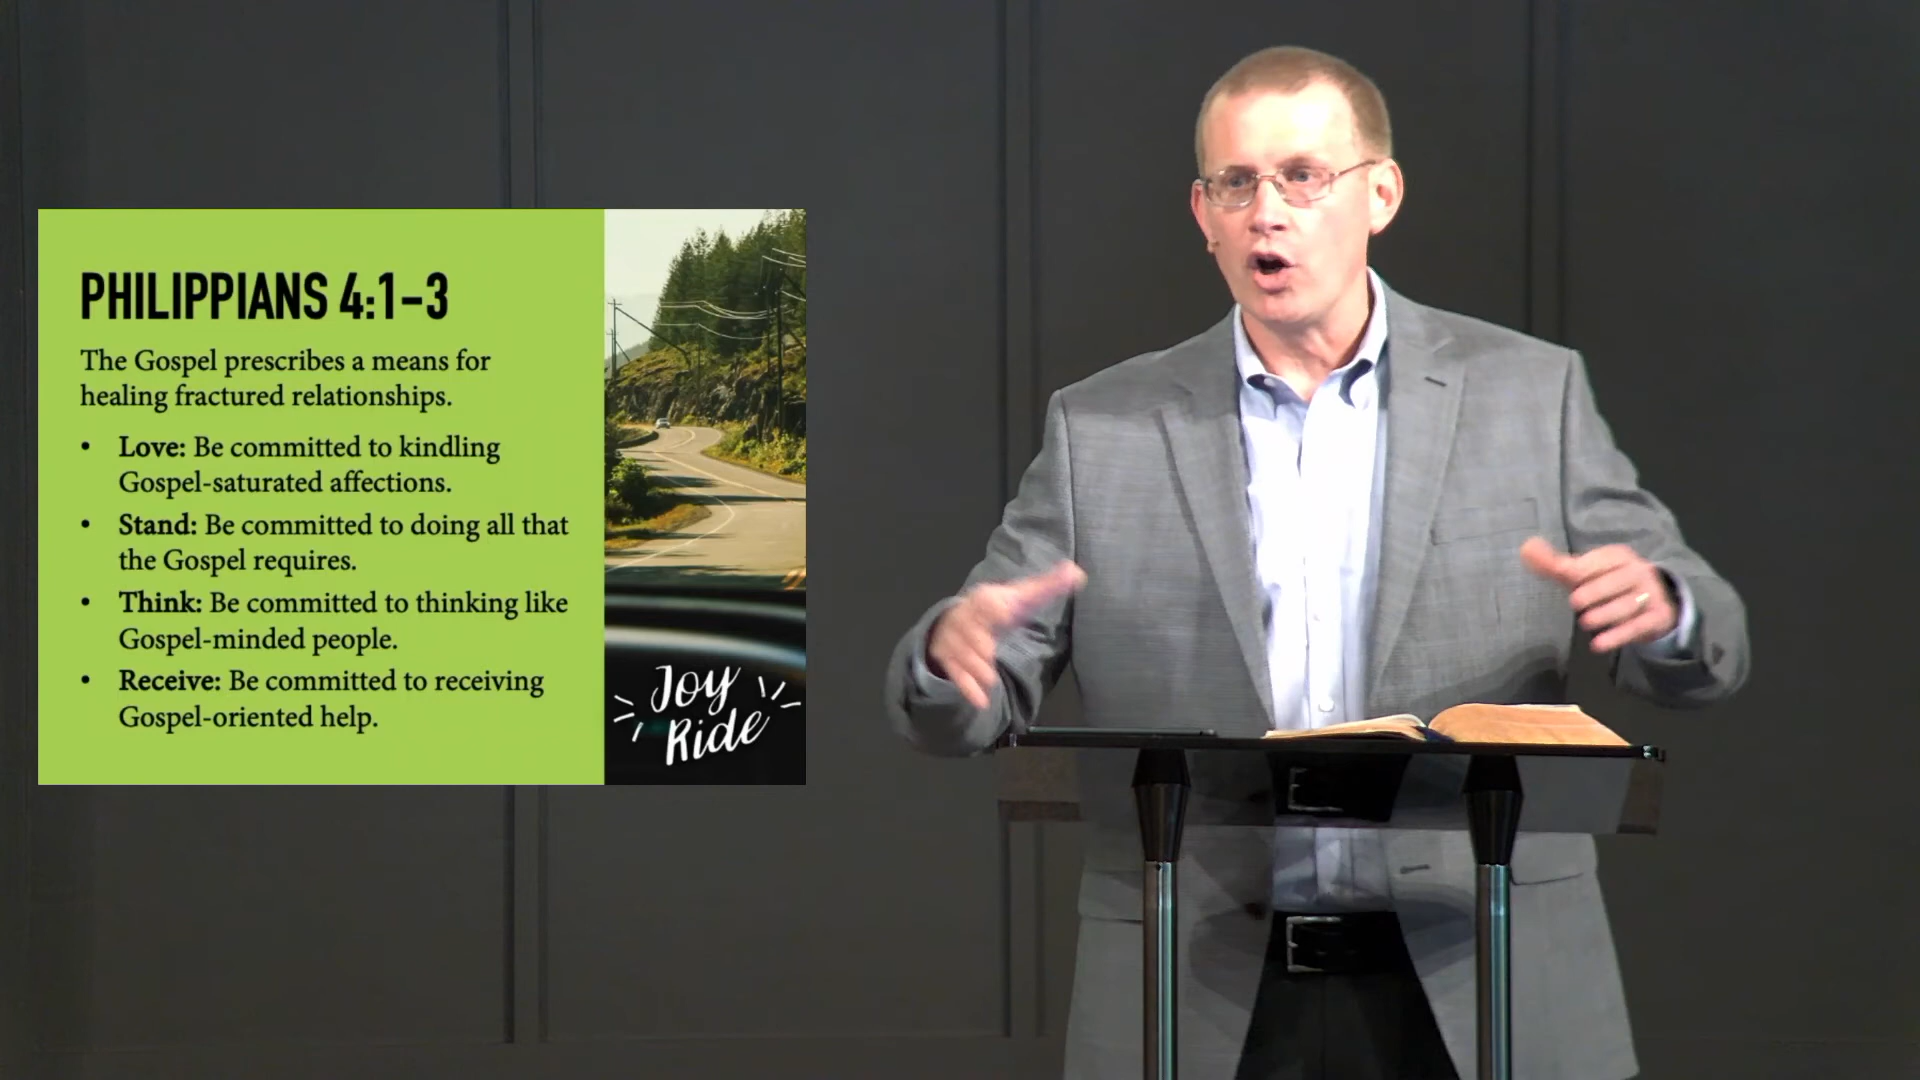 PHILIPPIANS 4:1-3
The Gospel prescribes a means for
healing fractured relationships.
• Love: Be committed to kindling
Gospel-saturated affections.
• Stand: Be committed to doing all that
the Gospel requires.
• Think: Be committed to thinking like
Gospel-minded people.
• Receive: Be committed to receiving
Gospel-oriented help.
Joy
Ride